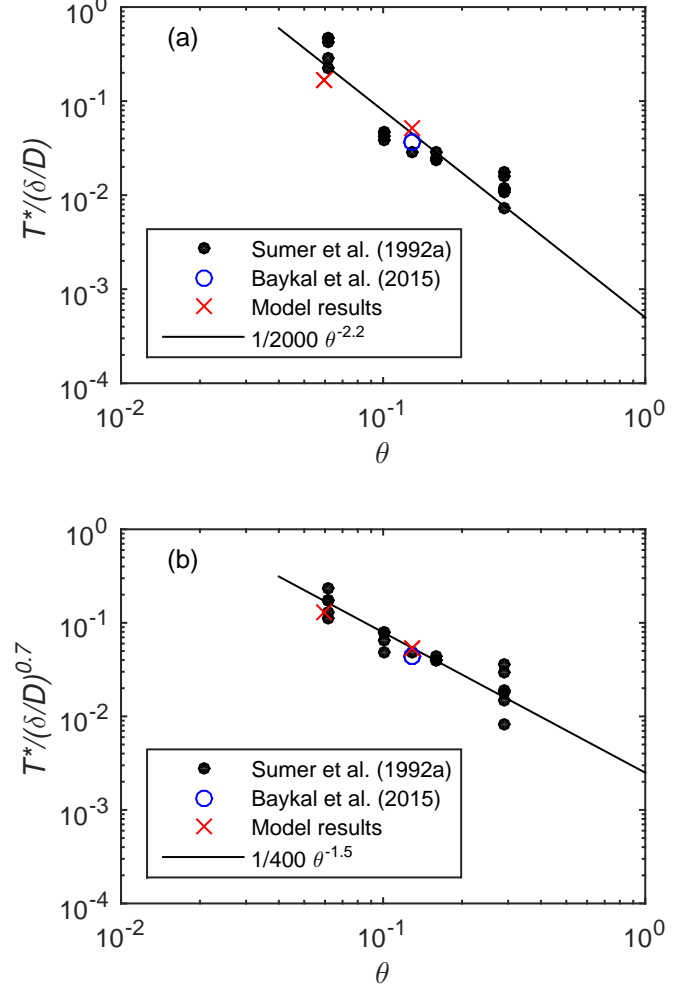 10^0
(a)
10^-1
10^-2
T*/(δ/D)
Sumer et al. (1992a)
Baykal et al. (2015)
10^-3
Model results
1/2000 θ^-2.2
10^-4
10^-2 10^-1 10^0
θ
10^0
(b)
10^-1
10^-2
T*/(δ/D)^0.7
Sumer et al. (1992a)
Baykal et al. (2015)
10^-3
Model results
1/400 θ^-1.5
10^-4
10^-2 10^-1 10^0
θ